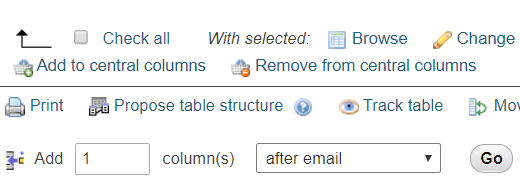 Check all With selected: Browse Change
Add to central columns Remove from central columns
Print Propose table structure Track table
Add 1 column(s) after email Go